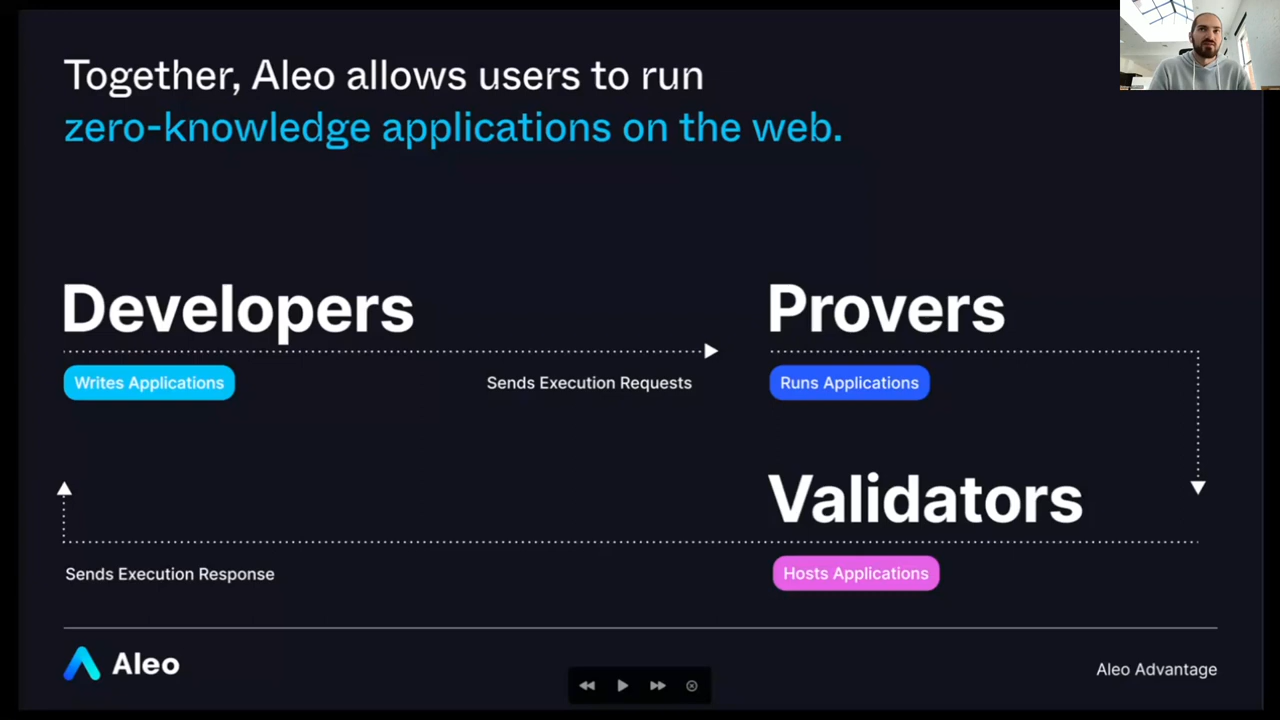 Together, Aleo allows users to run
zero-knowledge applications on the web.
Developers
Writes Applications
Sends Execution Requests
Provers
Runs Applications
Validators
Hosts Applications
Sends Execution Response
Aleo
Aleo Advantage